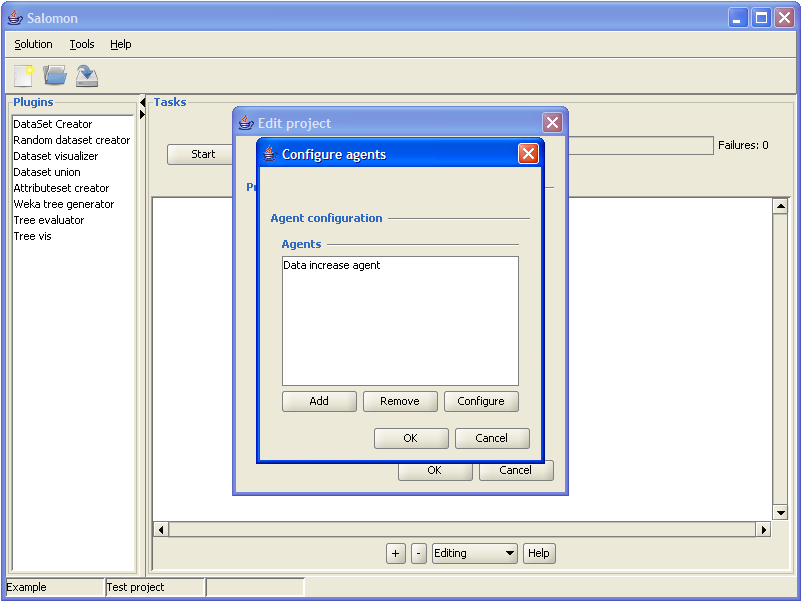 Salomon
Solution Tools Help
Plugins
DataSet Creator
Random dataset creator
Dataset visualizer
Dataset union
Attributeset creator
Weka tree generator
Tree evaluator
Tree vis
Tasks
Start
Failures: 0
Edit project
Configure agents
Agent configuration
Agents
Data increase agent
Add Remove Configure
OK Cancel
OK Cancel
+ - Editing Help
Example Test project